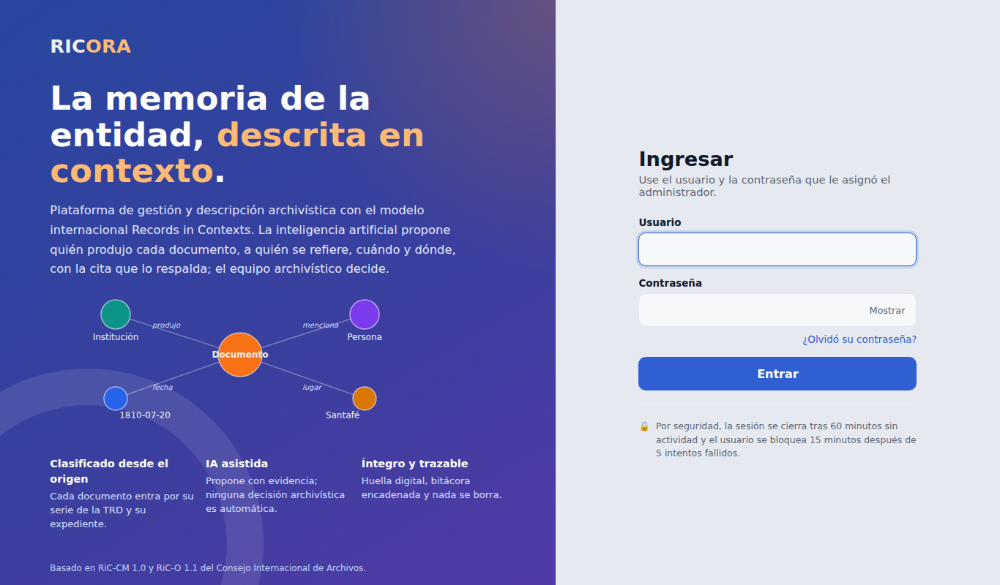 RICORA
La memoria de la
entidad, descrita en
contexto.
Plataforma de gestión y descripción archivística con el modelo
internacional Records in Contexts. La inteligencia artificial propone
quién produjo cada documento, a quién se refiere, cuándo y dónde,
con la cita que lo respalda; el equipo archivístico decide.
produjo
menciona
Institución
Persona
Documento
fecha
lugar
1810-07-20
Santafé
Clasificado desde el
origen
Cada documento entra por su
serie de la TRD y su
expediente.
IA asistida
Propone con evidencia;
ninguna decisión archivística
es automática.
Íntegro y trazable
Huella digital, bitácora
encadenada y nada se borra.
Basado en RiC-CM 1.0 y RiC-O 1.1 del Consejo Internacional de Archivos.
Ingresar
Use el usuario y la contraseña que le asignó el
administrador.
Usuario
Contraseña
Mostrar
¿Olvidó su contraseña?
Entrar
Por seguridad, la sesión se cierra tras 60 minutos sin
actividad y el usuario se bloquea 15 minutos después de
5 intentos fallidos.